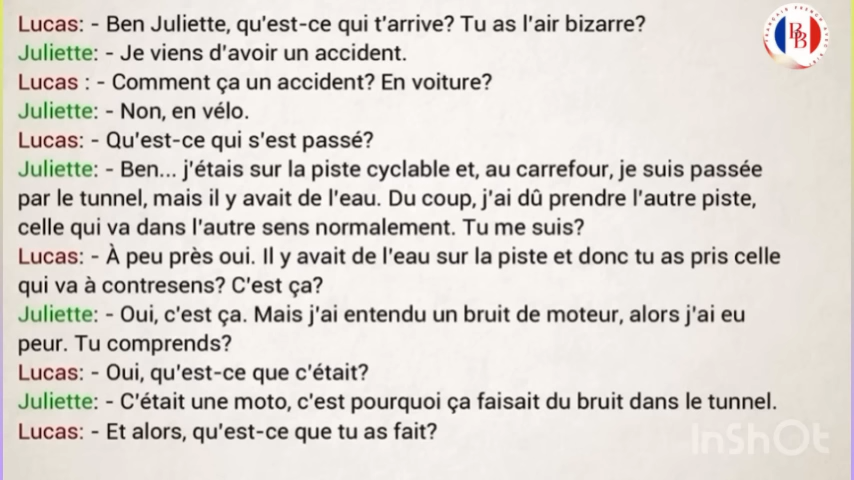 Lucas: - Ben Juliette, qu'est-ce qui t'arrive? Tu as l'air bizarre?
Juliette: - Je viens d'avoir un accident.
Lucas : - Comment ça un accident? En voiture?
Juliette: - Non, en vélo.
Lucas: - Qu'est-ce qui s'est passé?
Juliette: - Ben... j'étais sur la piste cyclable et, au carrefour, je suis passée
par le tunnel, mais il y avait de l'eau. Du coup, j'ai dû prendre l'autre piste,
celle qui va dans l'autre sens normalement. Tu me suis?
Lucas: - À peu près oui. Il y avait de l'eau sur la piste et donc tu as pris celle
qui va à contresens? C'est ça?
Juliette: - Oui, c'est ça. Mais j'ai entendu un bruit de moteur, alors j'ai eu
peur. Tu comprends?
Lucas: - Oui, qu'est-ce que c'était?
Juliette: - C'était une moto, c'est pourquoi ça faisait du bruit dans le tunnel.
Lucas: - Et alors, qu'est-ce que tu as fait?
InShOt